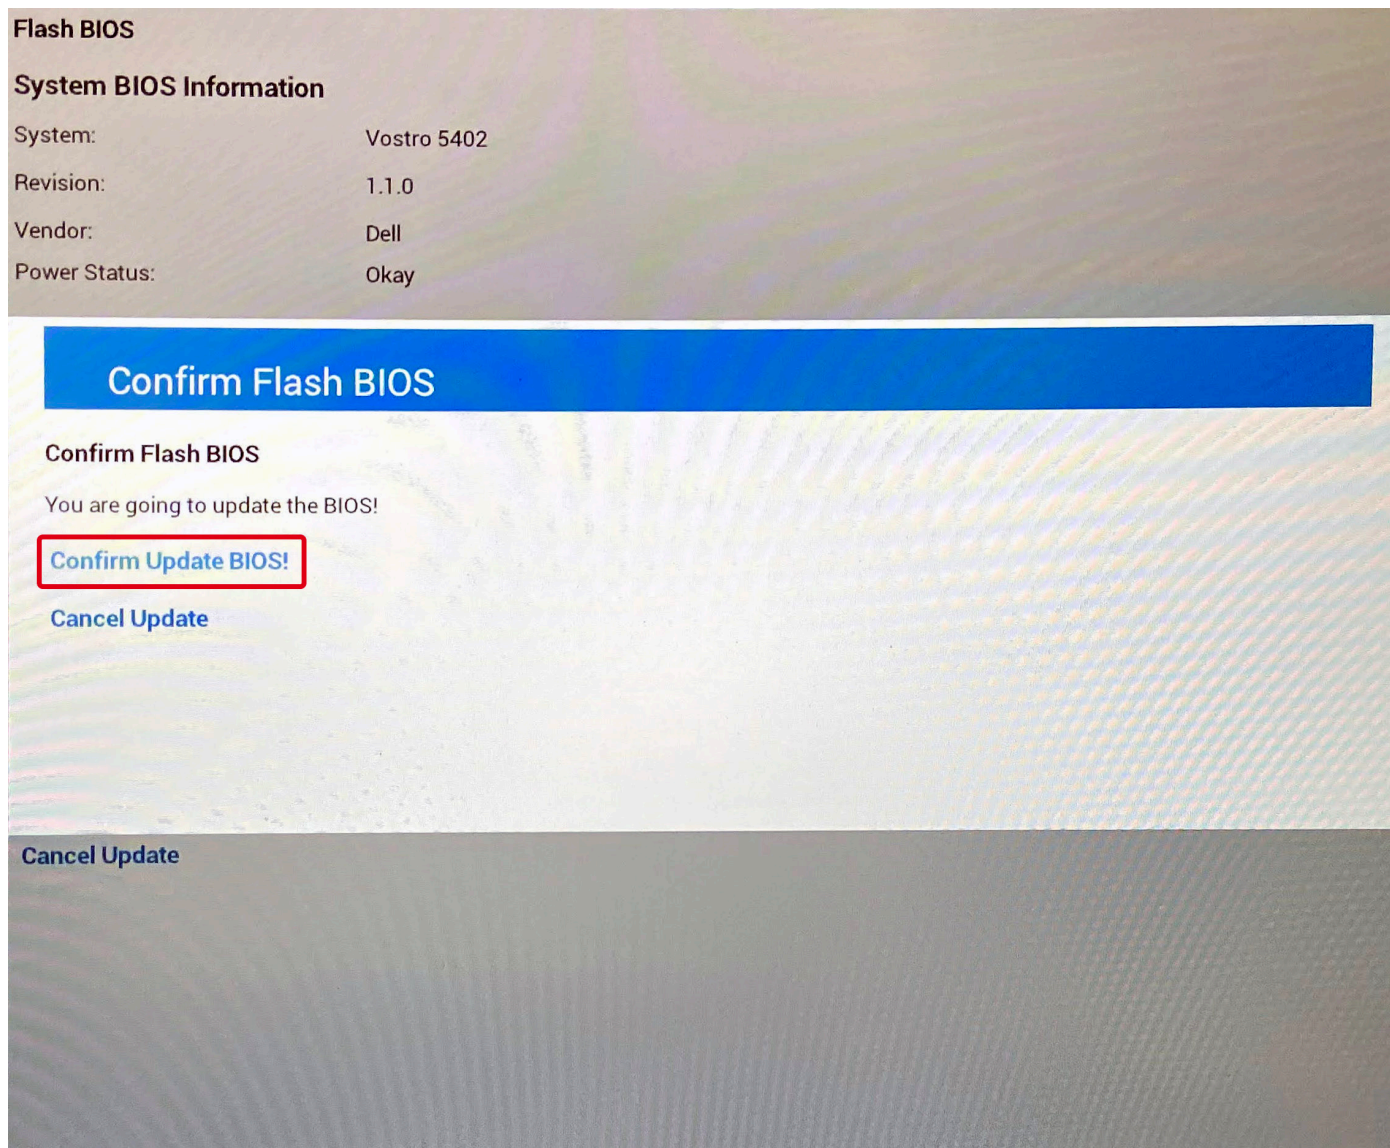 Flash BIOS
System BIOS Information
System: Vostro 5402
Revision: 1.1.0
Vendor: Dell
Power Status: Okay
Confirm Flash BIOS
Confirm Flash BIOS
You are going to update the BIOS!
Confirm Update BIOS!
Cancel Update
Cancel Update